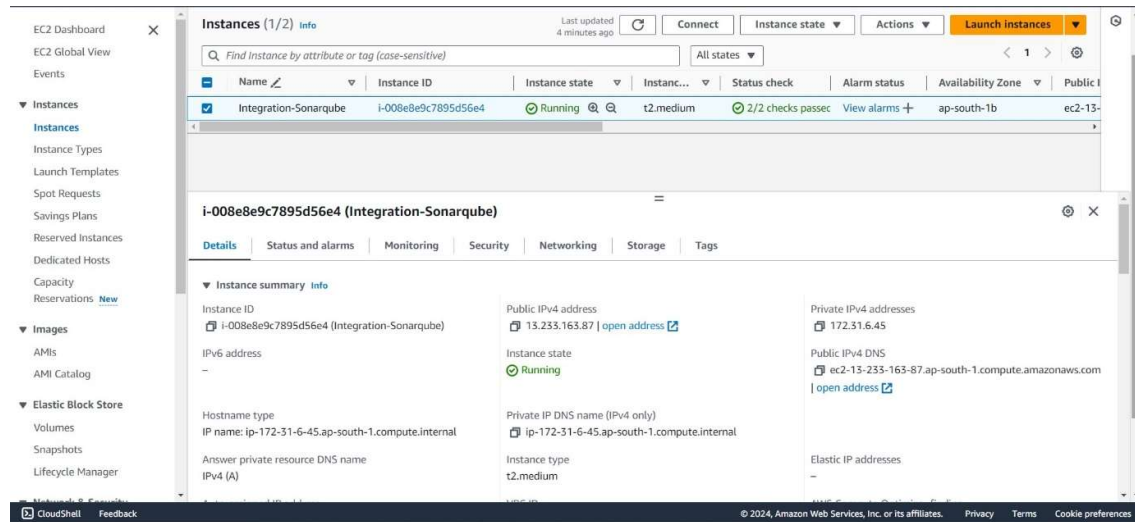 EC2 Dashboard
EC2 Global View
Events
Instances
Instances
Instance Types
Launch Templates
Spot Requests
Savings Plans
Reserved Instances
Dedicated Hosts
Capacity
Reservations New
Images
AMIs
AMI Catalog
Elastic Block Store
Volumes
Snapshots
Lifecycle Manager
Network & Security
Instances (1/2) Info
Last updated
4 minutes ago
Connect
Instance state
Actions
Launch instances
Find Instance by attribute or tag (case-sensitive)
All states
1
Name Instance ID Instance state Instanc... Status check Alarm status Availability Zone Public I
Integration-Sonarqube i-008e8e9c7895d56e4 Running t2.medium 2/2 checks passec View alarms + ap-south-1b ec2-13-
i-008e8e9c7895d56e4 (Integration-Sonarqube)
Details Status and alarms Monitoring Security Networking Storage Tags
Instance summary Info
Instance ID
i-008e8e9c7895d56e4 (Integration-Sonarqube)
Public IPv4 address
13.233.163.87 | open address
Private IPv4 addresses
172.31.6.45
IPv6 address
–
Instance state
Running
Public IPv4 DNS
ec2-13-233-163-87.ap-south-1.compute.amazonaws.com
| open address
Hostname type
IP name: ip-172-31-6-45.ap-south-1.compute.internal
Private IP DNS name (IPv4 only)
ip-172-31-6-45.ap-south-1.compute.internal
Answer private resource DNS name
IPv4 (A)
Instance type
t2.medium
Elastic IP addresses
–
CloudShell Feedback
© 2024, Amazon Web Services, Inc. or its affiliates. Privacy Terms Cookie preferences